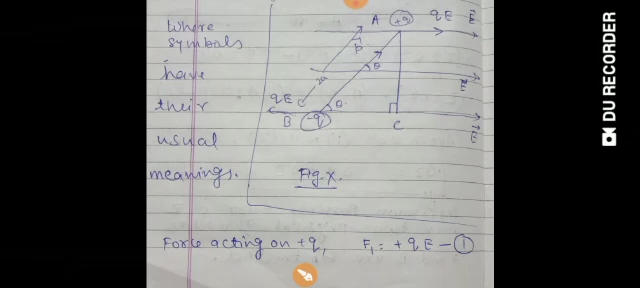 Where
symbols
have
their
usual
meanings.
A +q qE E⃗
P⃗
θ
2a
E⃗
qE
θ
B -q C E⃗
Fig. X.
Force acting on +q, F₁ = +qE — ①
DU RECORDER